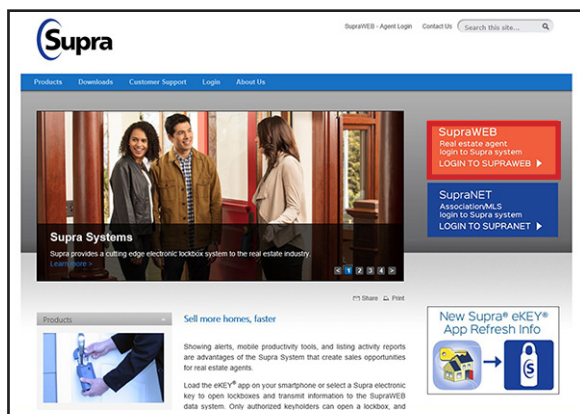 Supra
SupraWEB - Agent Login
Contact Us
Search this site...
Products
Downloads
Customer Support
Login
About Us
Supra Systems
Supra provides a cutting edge electronic lockbox system to the real estate industry.
Learn more >
< 1 2 3 4 >
SupraWEB
Real estate agent
login to Supra system
LOGIN TO SUPRAWEB
SupraNET
Association/MLS
login to Supra system
LOGIN TO SUPRANET
Share
Print
Products
Sell more homes, faster
Showing alerts, mobile productivity tools, and listing activity reports
are advantages of the Supra System that create sales opportunities
for real estate agents.
Load the eKEY® app on your smartphone or select a Supra electronic
key to open lockboxes and transmit information to the SupraWEB
data system. Only authorized keyholders can open a lockbox, and
New Supra® eKEY®
App Refresh Info
S